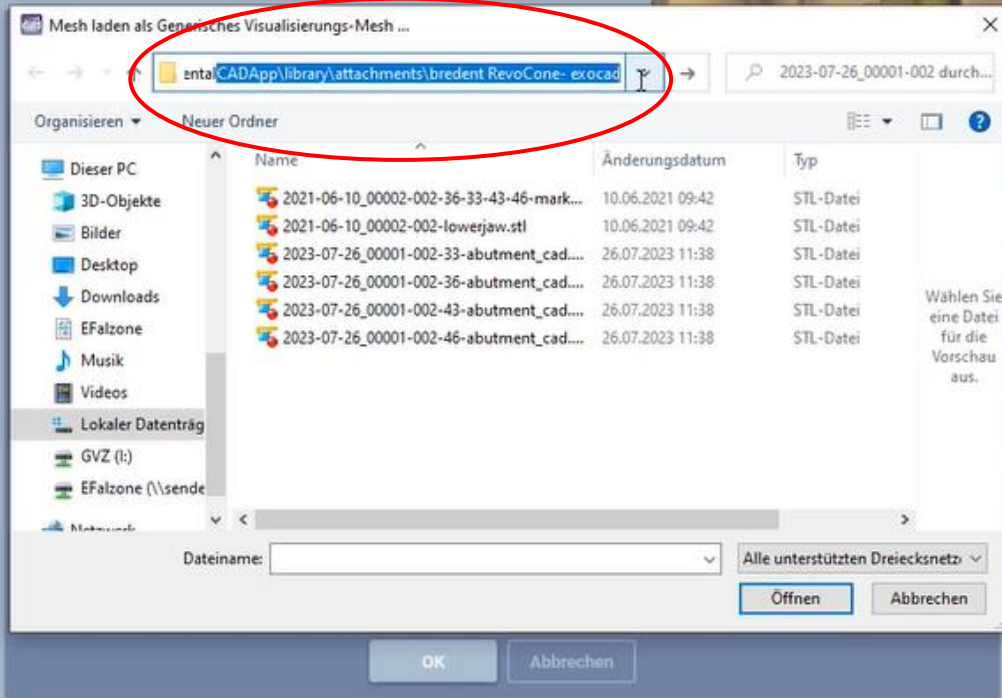 Mesh laden als Generisches Visualisierungs-Mesh ...
entalCADApp\library\attachments\bredent RevoCone- exocad
2023-07-26_00001-002 durch...
Organisieren
Neuer Ordner
Dieser PC
3D-Objekte
Bilder
Desktop
Downloads
EFalzone
Musik
Videos
Lokaler Datenträg
GVZ (I:)
EFalzone (\\sende
Netzwerk
Name Änderungsdatum Typ
2021-06-10_00002-002-36-33-43-46-mark... 10.06.2021 09:42 STL-Datei
2021-06-10_00002-002-lowerjaw.stl 10.06.2021 09:42 STL-Datei
2023-07-26_00001-002-33-abutment_cad.... 26.07.2023 11:38 STL-Datei
2023-07-26_00001-002-36-abutment_cad.... 26.07.2023 11:38 STL-Datei
2023-07-26_00001-002-43-abutment_cad.... 26.07.2023 11:38 STL-Datei
2023-07-26_00001-002-46-abutment_cad.... 26.07.2023 11:38 STL-Datei
Wählen Sie
eine Datei
für die
Vorschau
aus.
Dateiname:
Alle unterstützten Dreiecksnetz
Öffnen
Abbrechen
OK
Abbrechen